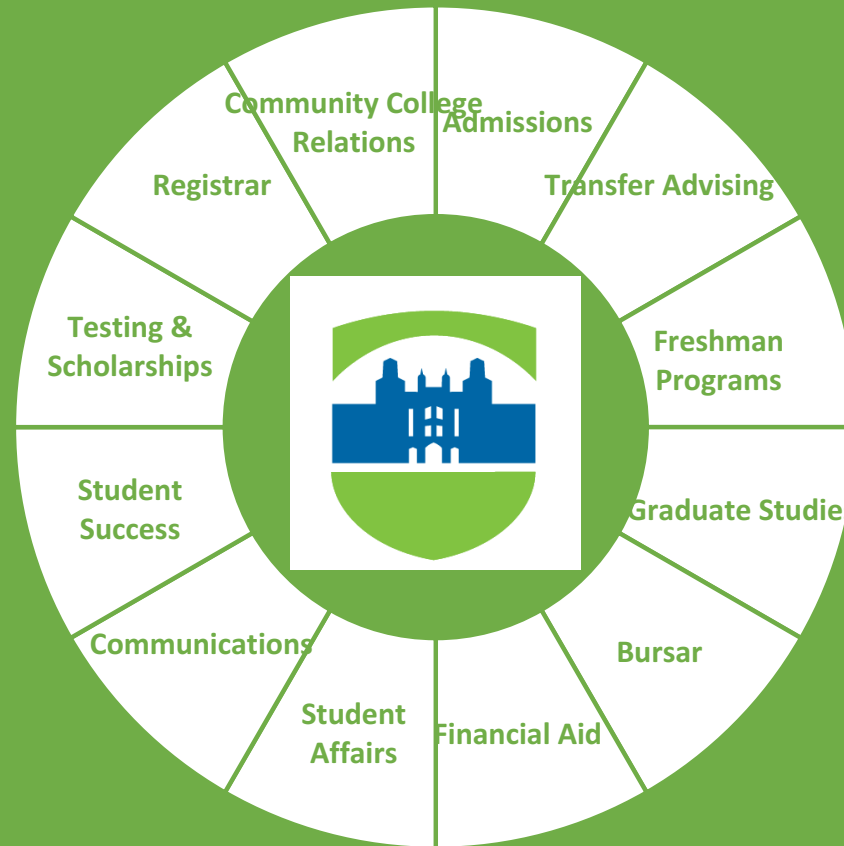 Community College
Relations
Admissions
Registrar
Transfer Advising
Testing &
Scholarships
Freshman
Programs
Student
Success
Graduate Studie
Communications
Bursar
Student
Affairs
Financial Aid